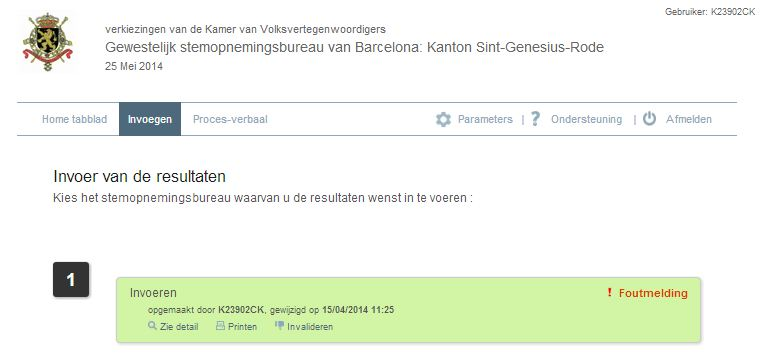 Gebruiker: K23902CK
verkiezingen van de Kamer van Volksvertegenwoordigers
Gewestelijk stemopnemingsbureau van Barcelona: Kanton Sint-Genesius-Rode
25 Mei 2014
Home tabblad Invoegen Proces-verbaal Parameters | ? Ondersteuning | Afmelden
Invoer van de resultaten
Kies het stemopnemingsbureau waarvan u de resultaten wenst in te voeren :
1
Invoeren ! Foutmelding
opgemaakt door K23902CK, gewijzigd op 15/04/2014 11:25
Zie detail Printen Invalideren